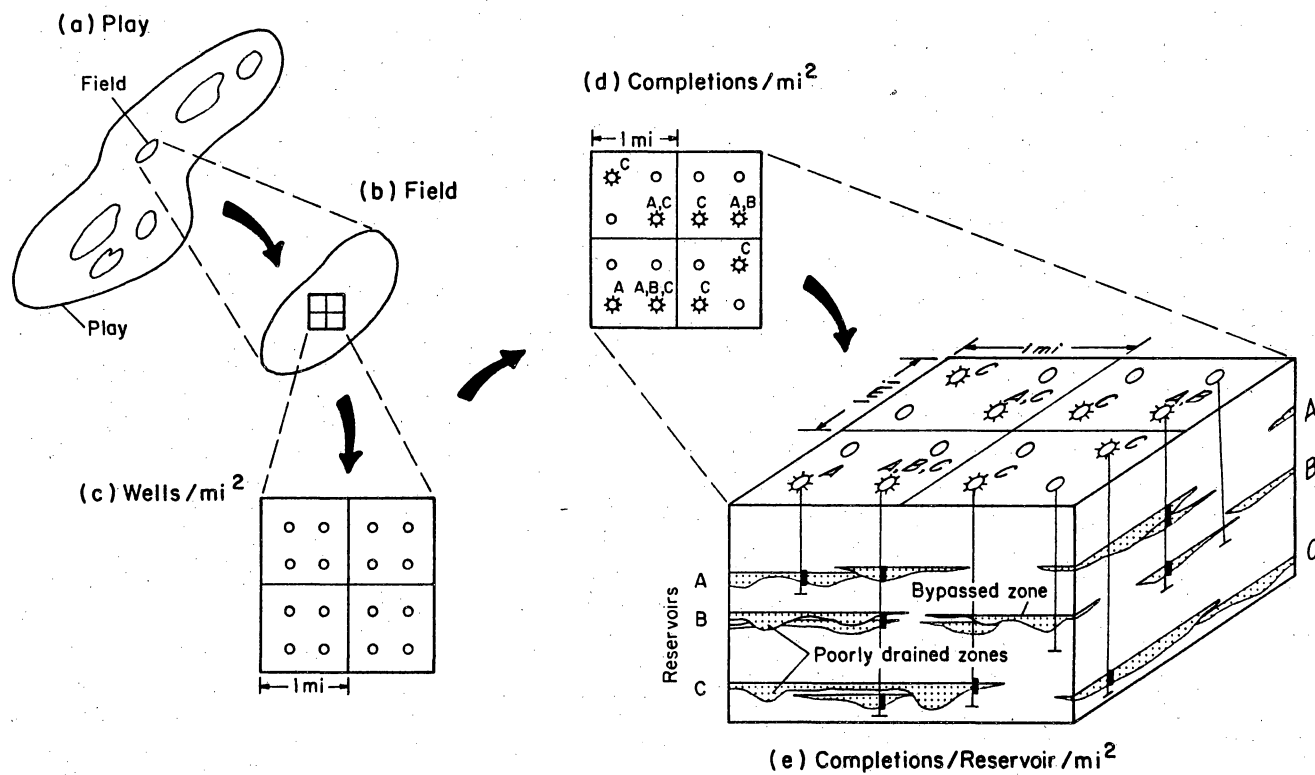 (a) Play
Field
Play
(b) Field
(c) Wells/mi²
1 mi
(d) Completions/mi²
1 mi
C
A,C C A,B
C
A A,B,C C
1 mi
1 mi
C
A,C C A,B
C
A A,B,C C
A
B
C
Reservoirs
A
B
C
Bypassed zone
Poorly drained zones
(e) Completions/Reservoir/mi²